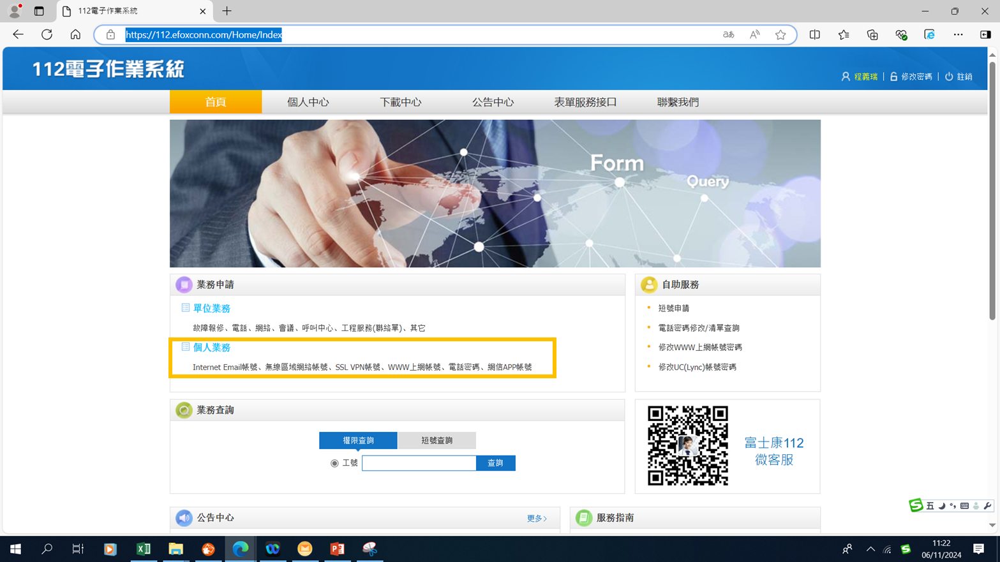 112電子作業系統
https://112.efoxconn.com/Home/Index
112電子作業系統
程義瑞 | 修改密碼 | 註銷
首頁 個人中心 下載中心 公告中心 表單服務接口 聯繫我們
Form
Query
業務申請
單位業務
故障報修、電話、網絡、會議、呼叫中心、工程服務(聯絡單)、其它
個人業務
Internet Email帳號、無線區域網絡帳號、SSL VPN帳號、WWW上網帳號、電話密碼、網信APP帳號
自助服務
短號申請
電話密碼修改/清單查詢
修改WWW上網帳號密碼
修改UC(Lync)帳號密碼
業務查詢
權限查詢 短號查詢
工號 查詢
富士康112
微客服
公告中心 更多>
服務指南
五
11:22
06/11/2024